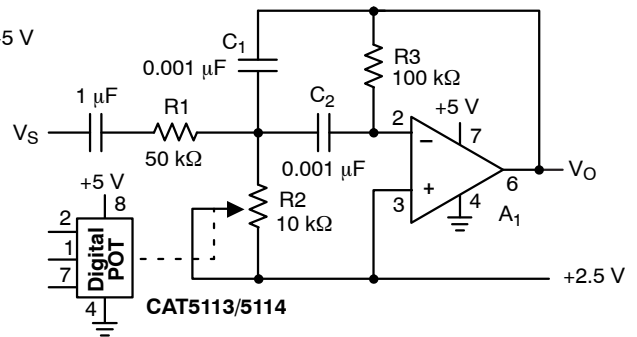 +5 V
C1
0.001 μF
R3
100 kΩ
1 μF
R1
C2
+5 V
VS
50 kΩ
0.001 μF
2
7
–
+
3
4
6
VO
A1
+5 V
8
R2
10 kΩ
2
1
7
4
Digital
POT
CAT5113/5114
+2.5 V